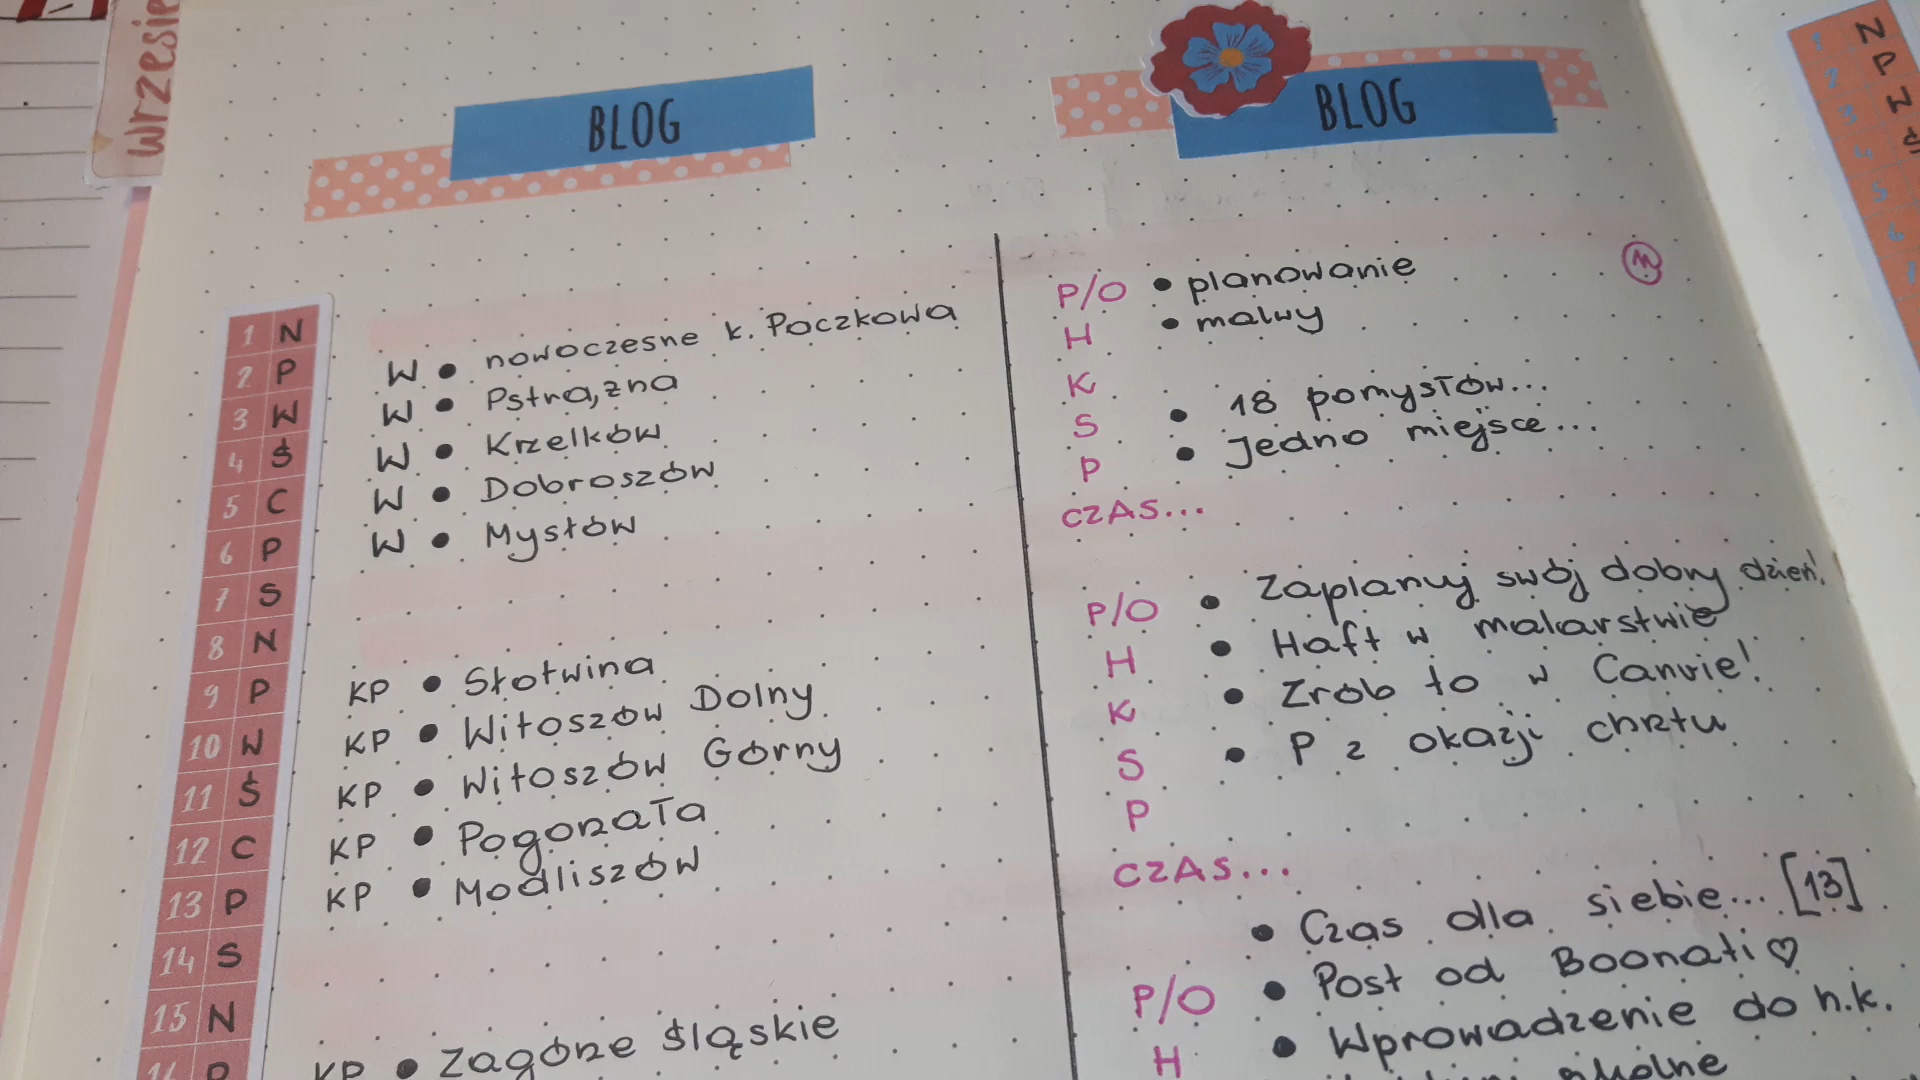 wrzesie
BLOG
1 N
2 P
3 W
4 Ś
5 C
6 P
7 S
8 N
9 P
10 W
11 Ś
12 C
13 P
14 S
15 N
W • nowoczesne k. Paczkowa
W • Pstrążna
W • Krzelków
W • Dobroszów
W • Mysłów
KP • Słotwina
KP • Witoszów Dolny
KP • Witoszów Górny
KP • Pogorzała
KP • Modliszów
KP • Zagórze śląskie
BLOG
P/O • planowanie
H • malwy
K
S • 18 pomysłów...
P • Jedno miejsce...
CZAS...
P/O • Zaplanuj swój dobry dzień!
H • Haft w malarstwie
K • Zrób to w Canvie!
S • P z okazji chrztu
P
CZAS...
• Czas dla siebie... [13]
P/O • Post od Boonati ♡
H • Wprowadzenie do h.k.
N
P
W